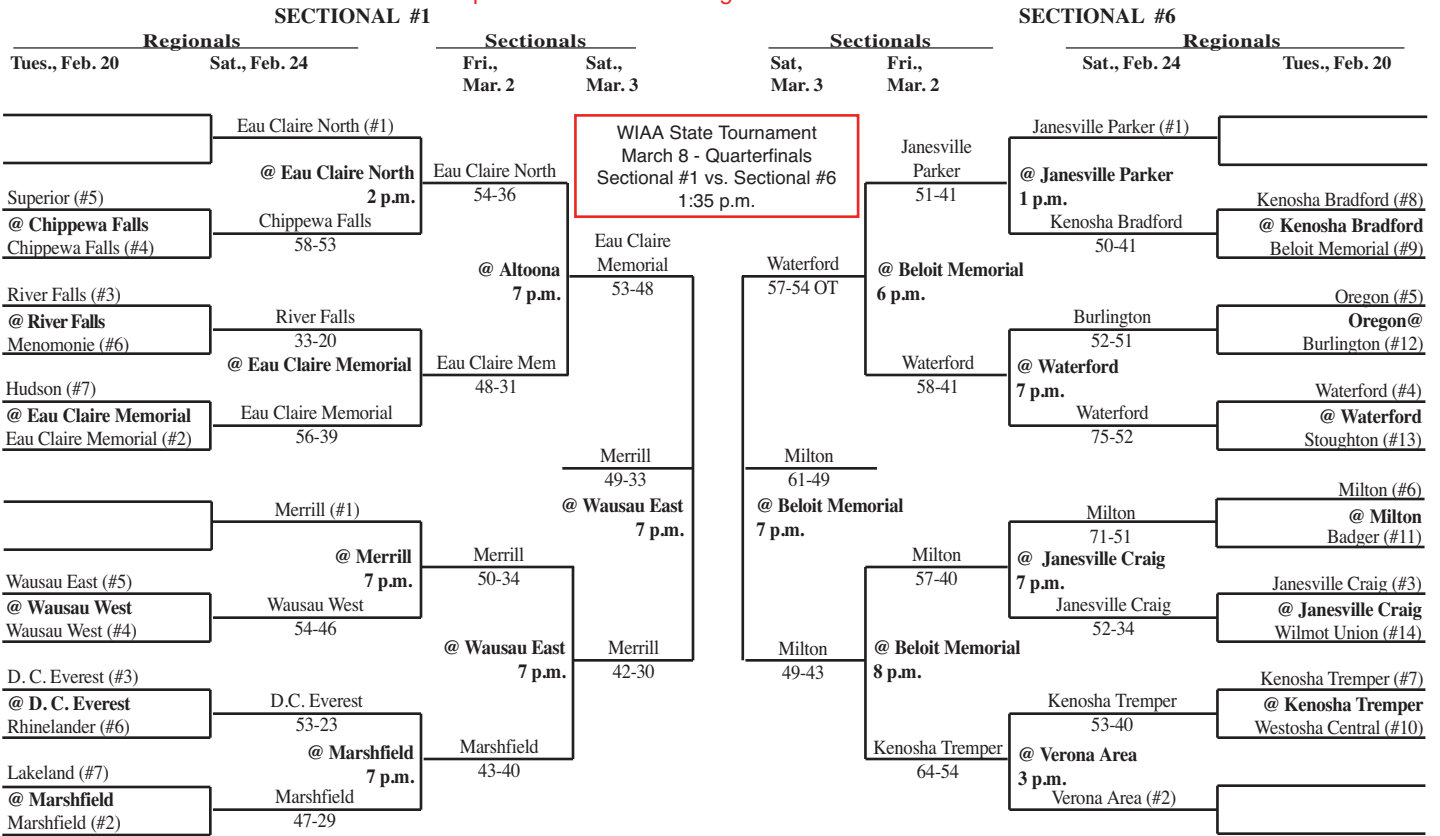 SECTIONAL #1
SECTIONAL #6
Regionals
Sectionals
Sectionals
Regionals
Tues., Feb. 20
Sat., Feb. 24
Fri.,
Mar. 2
Sat.,
Mar. 3
Sat,
Mar. 3
Fri.,
Mar. 2
Sat., Feb. 24
Tues., Feb. 20
WIAA State Tournament
March 8 - Quarterfinals
Sectional #1 vs. Sectional #6
1:35 p.m.
Eau Claire North (#1)
@ Eau Claire North
2 p.m.
Superior (#5)
@ Chippewa Falls
Chippewa Falls (#4)
Chippewa Falls
58-53
Eau Claire North
54-36
@ Altoona
7 p.m.
River Falls (#3)
@ River Falls
Menomonie (#6)
River Falls
33-20
@ Eau Claire Memorial
Hudson (#7)
@ Eau Claire Memorial
Eau Claire Memorial (#2)
Eau Claire Memorial
56-39
Eau Claire Mem
48-31
Eau Claire
Memorial
53-48
Merrill
49-33
@ Wausau East
7 p.m.
Merrill (#1)
@ Merrill
7 p.m.
Wausau East (#5)
@ Wausau West
Wausau West (#4)
Wausau West
54-46
Merrill
50-34
@ Wausau East
7 p.m.
Merrill
42-30
D. C. Everest (#3)
@ D. C. Everest
Rhinelander (#6)
D.C. Everest
53-23
@ Marshfield
7 p.m.
Marshfield
43-40
Lakeland (#7)
@ Marshfield
Marshfield (#2)
Marshfield
47-29
Janesville Parker (#1)
Janesville
Parker
51-41
@ Janesville Parker
1 p.m.
Kenosha Bradford (#8)
@ Kenosha Bradford
Beloit Memorial (#9)
Kenosha Bradford
50-41
Waterford
57-54 OT
@ Beloit Memorial
6 p.m.
Oregon (#5)
Oregon@
Burlington (#12)
Burlington
52-51
@ Waterford
7 p.m.
Waterford
58-41
Waterford (#4)
@ Waterford
Stoughton (#13)
Waterford
75-52
Milton
61-49
@ Beloit Memorial
7 p.m.
Milton (#6)
@ Milton
Badger (#11)
Milton
71-51
@ Janesville Craig
7 p.m.
Milton
57-40
Janesville Craig (#3)
@ Janesville Craig
Wilmot Union (#14)
Janesville Craig
52-34
Milton
49-43
@ Beloit Memorial
8 p.m.
Kenosha Tremper (#7)
@ Kenosha Tremper
Westosha Central (#10)
Kenosha Tremper
53-40
Kenosha Tremper
64-54
@ Verona Area
3 p.m.
Verona Area (#2)